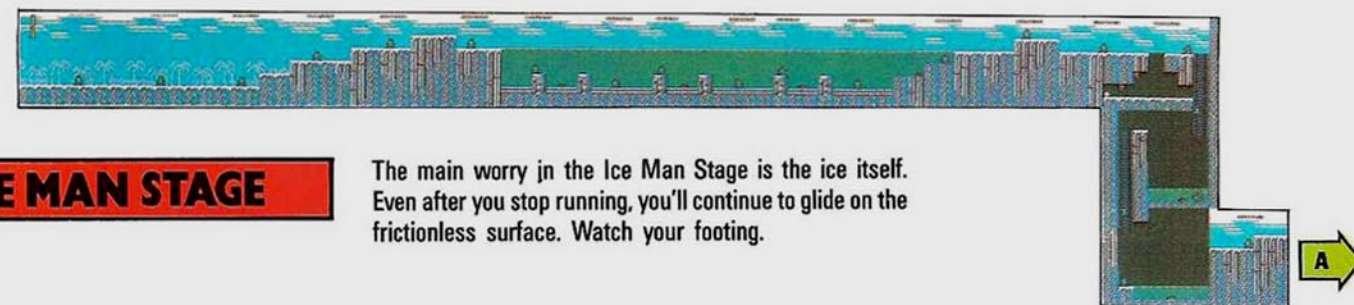 E MAN STAGE
The main worry in the Ice Man Stage is the ice itself.
Even after you stop running, you'll continue to glide on the
frictionless surface. Watch your footing.
A